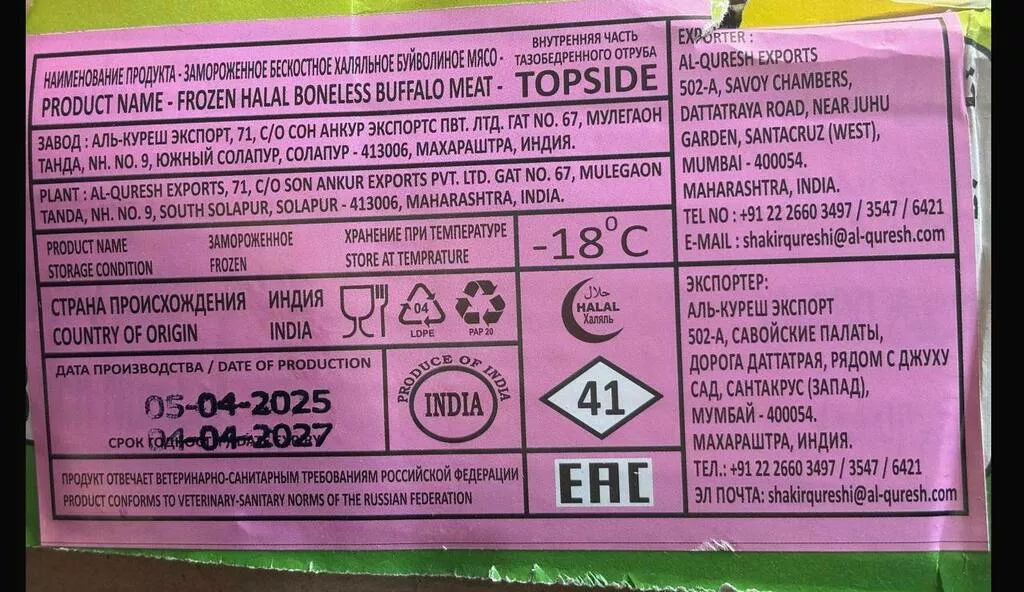 НАИМЕНОВАНИЕ ПРОДУКТА - ЗАМОРОЖЕННОЕ БЕСКОСТНОЕ ХАЛЯЛЬНОЕ БУЙВОЛИНОЕ МЯСО -
PRODUCT NAME - FROZEN HALAL BONELESS BUFFALO MEAT -
ВНУТРЕННЯЯ ЧАСТЬ
ТАЗОБЕДРЕННОГО ОТРУБА
TOPSIDE
ЗАВОД : АЛЬ-КУРЕШ ЭКСПОРТ, 71, С/О СОН АНКУР ЭКСПОРТС ПВТ. ЛТД. ГАТ NO. 67, МУЛЕГАОН
ТАНДА, NH. NO. 9, ЮЖНЫЙ СОЛАПУР, СОЛАПУР - 413006, МАХАРАШТРА, ИНДИЯ.
PLANT : AL-QURESH EXPORTS, 71, C/O SON ANKUR EXPORTS PVT. LTD. GAT NO. 67, MULEGAON
TANDA, NH. NO. 9, SOUTH SOLAPUR, SOLAPUR - 413006, MAHARASHTRA, INDIA.
PRODUCT NAME ЗАМОРОЖЕННОЕ ХРАНЕНИЕ ПРИ ТЕМПЕРАТУРЕ
STORAGE CONDITION FROZEN STORE AT TEMPRATURE
-18°C
СТРАНА ПРОИСХОЖДЕНИЯ ИНДИЯ
COUNTRY OF ORIGIN INDIA
04
LDPE
PAP 20
حلال
HALAL
Халяль
ДАТА ПРОИЗВОДСТВА / DATE OF PRODUCTION
05-04-2025
04-04-2027
СРОК ГОДНОСТИ / DATE EXPIRY
PRODUCE OF INDIA
INDIA
41
ПРОДУКТ ОТВЕЧАЕТ ВЕТЕРИНАРНО-САНИТАРНЫМ ТРЕБОВАНИЯМ РОССИЙСКОЙ ФЕДЕРАЦИИ
PRODUCT CONFORMS TO VETERINARY-SANITARY NORMS OF THE RUSSIAN FEDERATION
EAC
EXPORTER :
AL-QURESH EXPORTS
502-A, SAVOY CHAMBERS,
DATTATRAYA ROAD, NEAR JUHU
GARDEN, SANTACRUZ (WEST),
MUMBAI - 400054.
MAHARASHTRA, INDIA.
TEL NO : +91 22 2660 3497 / 3547 / 6421
E-MAIL : shakirqureshi@al-quresh.com
ЭКСПОРТЕР:
АЛЬ-КУРЕШ ЭКСПОРТ
502-А, САВОЙСКИЕ ПАЛАТЫ,
ДОРОГА ДАТТАТРАЯ, РЯДОМ С ДЖУХУ
САД, САНТАКРУС (ЗАПАД),
МУМБАЙ - 400054.
МАХАРАШТРА, ИНДИЯ.
ТЕЛ.: +91 22 2660 3497 / 3547 / 6421
ЭЛ ПОЧТА: shakirqureshi@al-quresh.com